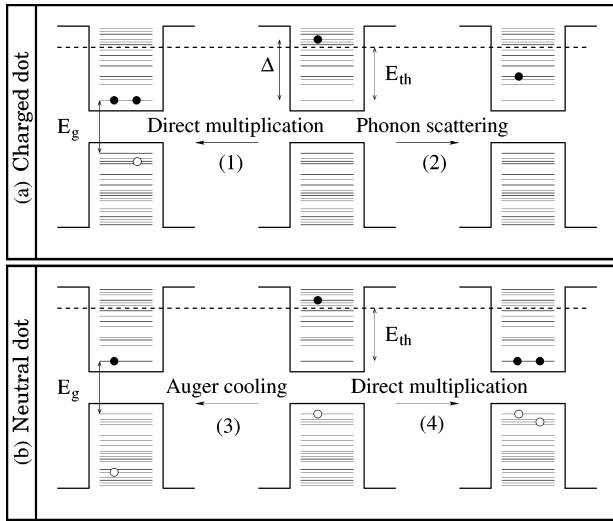 (a) Charged dot
E_g
Δ
E_th
Direct multiplication
Phonon scattering
(1)
(2)
(b) Neutral dot
E_g
E_th
Auger cooling
Direct multiplication
(3)
(4)